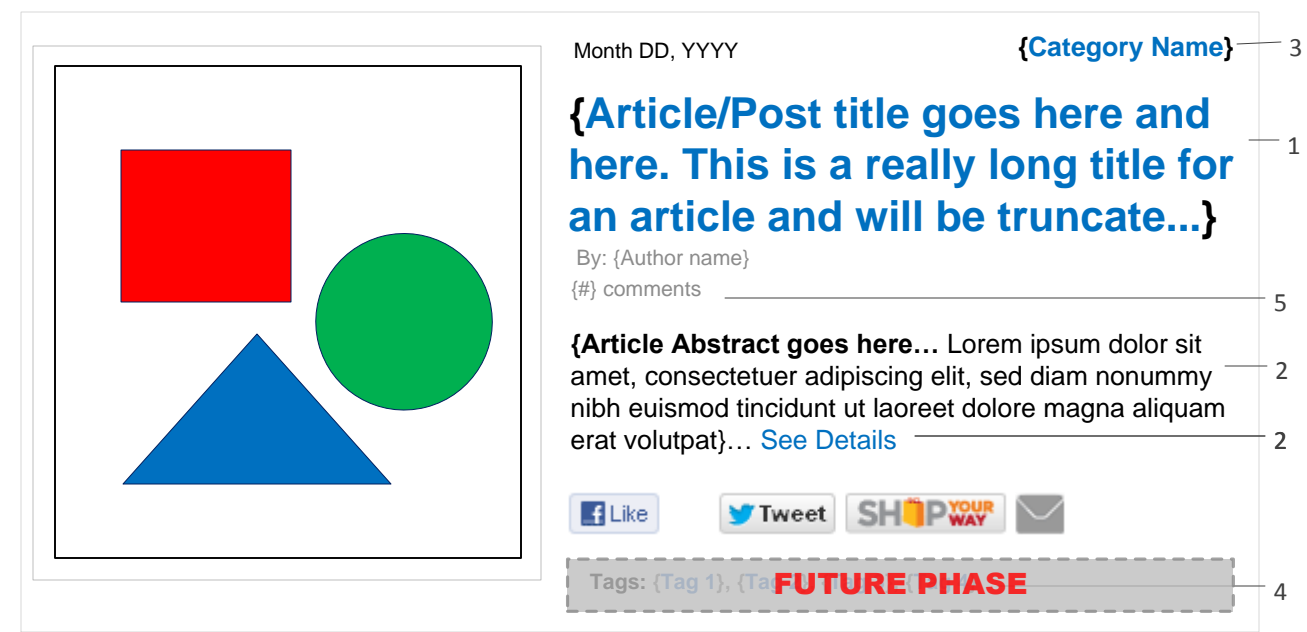 Month DD, YYYY
{Category Name}
3
{Article/Post title goes here and
here. This is a really long title for
an article and will be truncate...}
1
By: {Author name}
{#} comments
5
{Article Abstract goes here… Lorem ipsum dolor sit
amet, consectetuer adipiscing elit, sed diam nonummy
2
nibh euismod tincidunt ut laoreet dolore magna aliquam
erat volutpat}… See Details
2
f Like
Tweet
SHOP YOUR WAY
Tags: {Tag 1}, {Tag
FUTURE PHASE
4